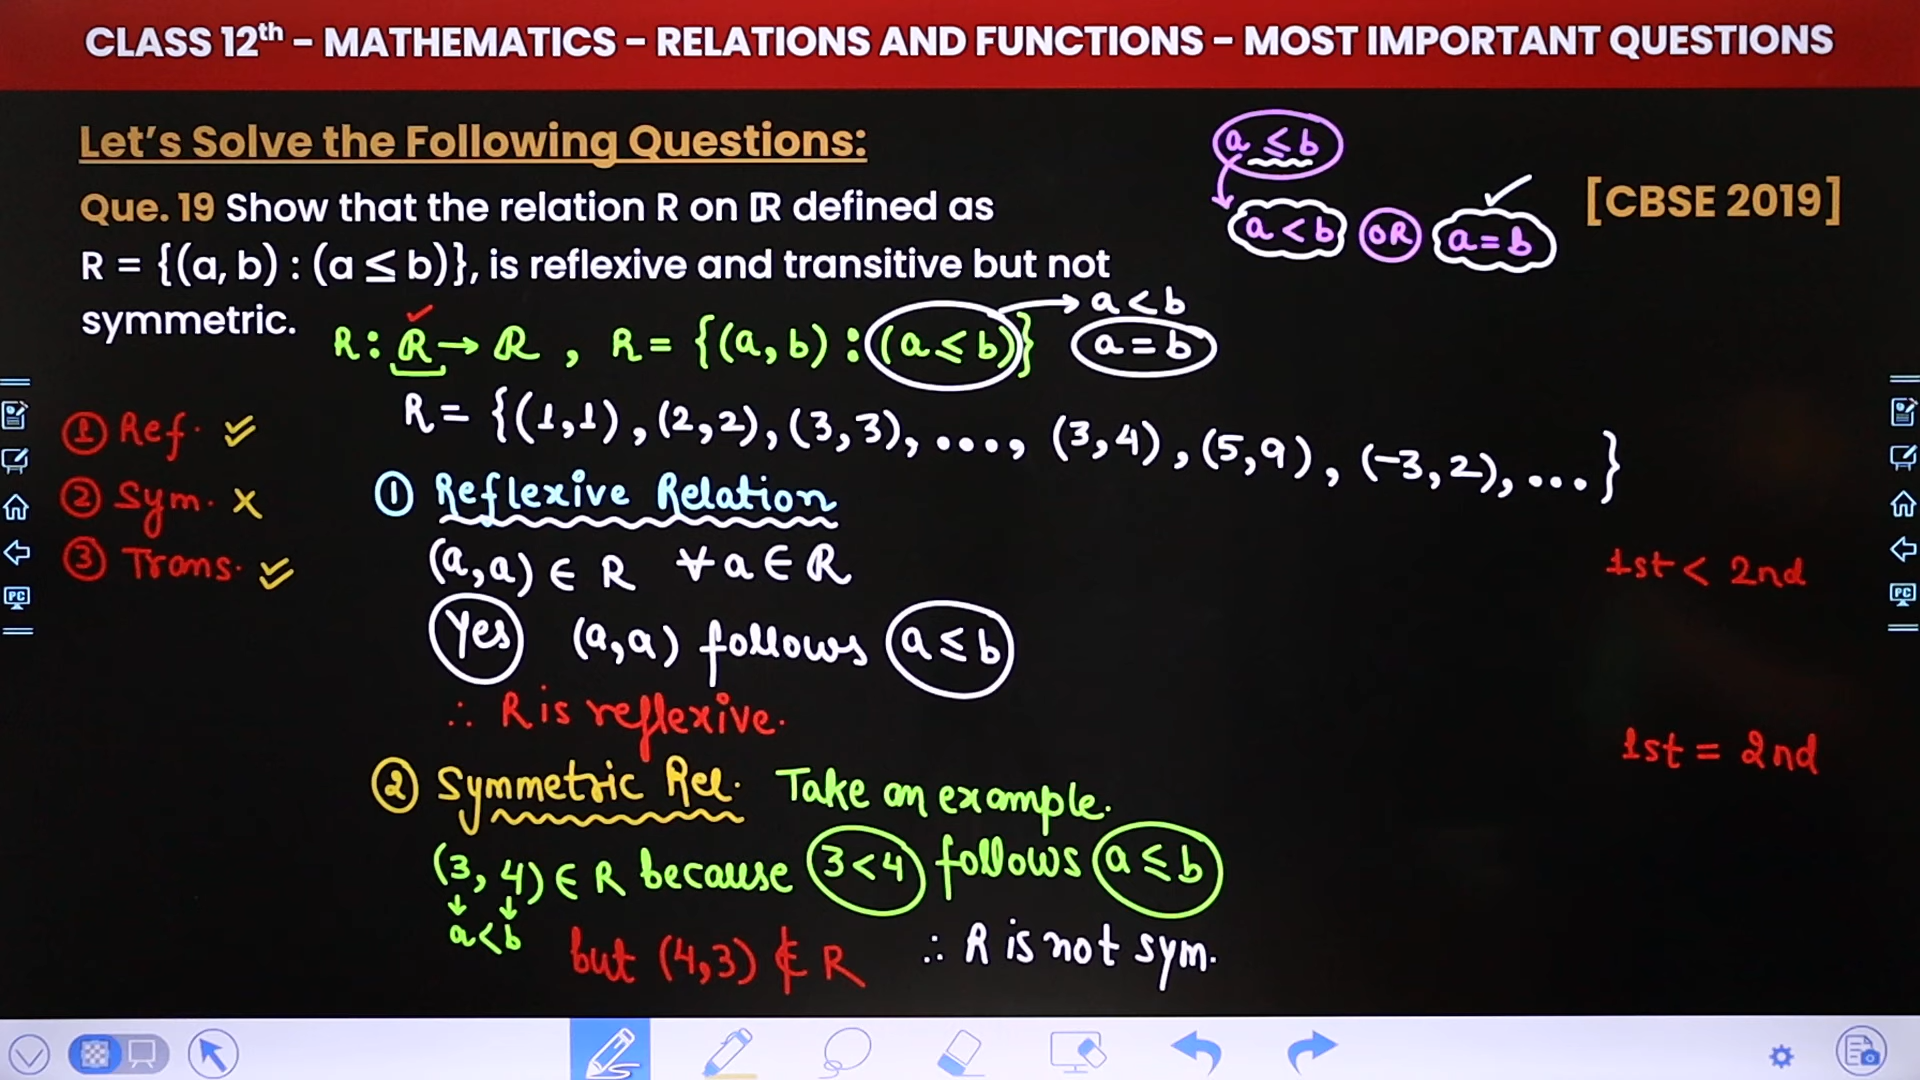 CLASS 12th - MATHEMATICS - RELATIONS AND FUNCTIONS - MOST IMPORTANT QUESTIONS
Let's Solve the Following Questions:
a ≤ b
[CBSE 2019]
Que. 19 Show that the relation R on ℝ defined as
a < b OR a = b
R = {(a, b) : (a ≤ b)}, is reflexive and transitive but not
symmetric.
a < b
R : ℝ → ℝ , R = {(a, b) : (a ≤ b)} a = b
R = {(1,1) , (2,2), (3,3), ..., (3,4) , (5,9) , (-3,2), ... }
① Ref. ✓
② Sym. ×
③ Trans. ✓
① Reflexive Relation
(a,a) ∈ R ∀ a ∈ ℝ
1st < 2nd
Yes (a,a) follows a ≤ b
∴ R is reflexive.
1st = 2nd
② Symmetric Rel. Take an example.
(3, 4) ∈ R because 3 < 4 follows a ≤ b
a < b
but (4,3) ∉ R ∴ R is not sym.
PC
PC